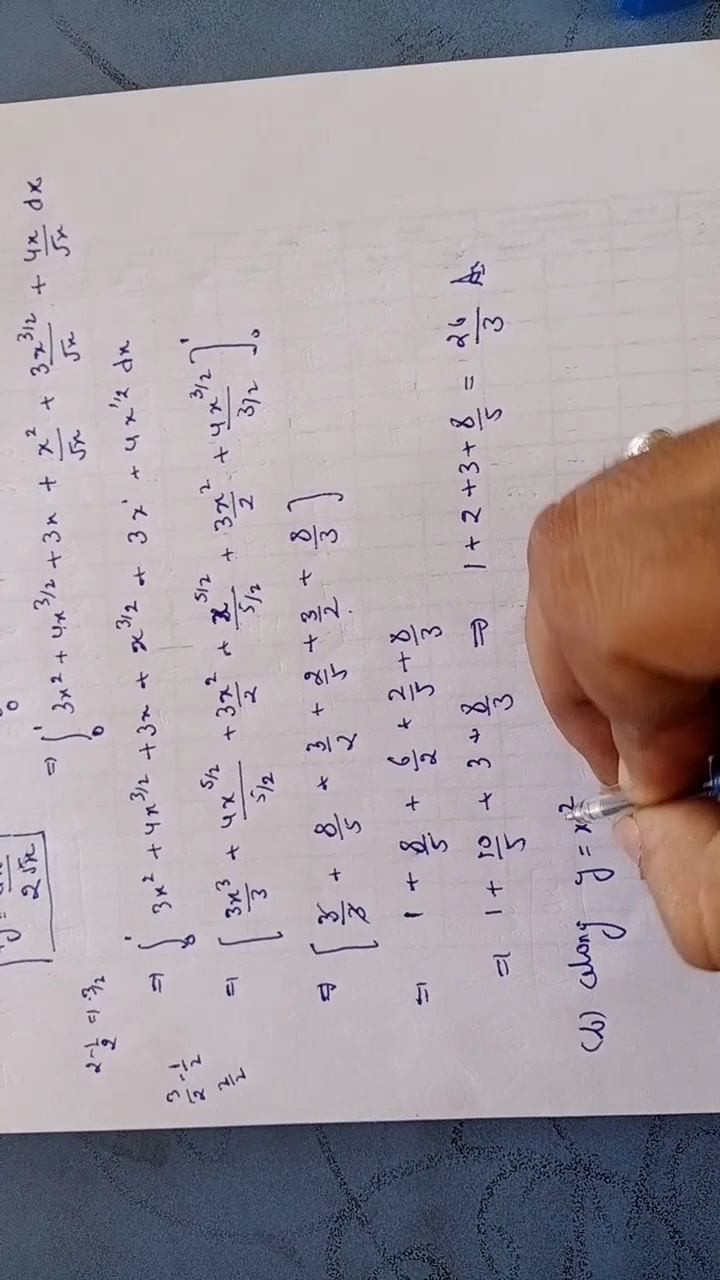 2√x
⇒ ∫₀¹ 3x² + 4x^3/2 + 3x + x²/√x + 3x^3/2/√x + 4x/√x dx
2-1/2 ⇒ 3/2
⇒ ∫₀¹ 3x² + 4x^3/2 + 3x + x^3/2 + 3x¹ + 4x^1/2 dx
3/2 - 1/2
2/2
⇒ [3x³/3 + 4x^5/2/5/2 + 3x²/2 + x^5/2/5/2 + 3x²/2 + 4x^3/2/3/2]₀¹
⇒ [3/3 + 8/5 + 3/2 + 2/5 + 3/2 + 8/3]
= 1 + 8/5 + 6/2 + 2/5 + 8/3
= 1 + 10/5 + 3 + 8/3 ⇒ 1 + 2 + 3 + 8/5 = 26/3 Ans
(b) along y = x²